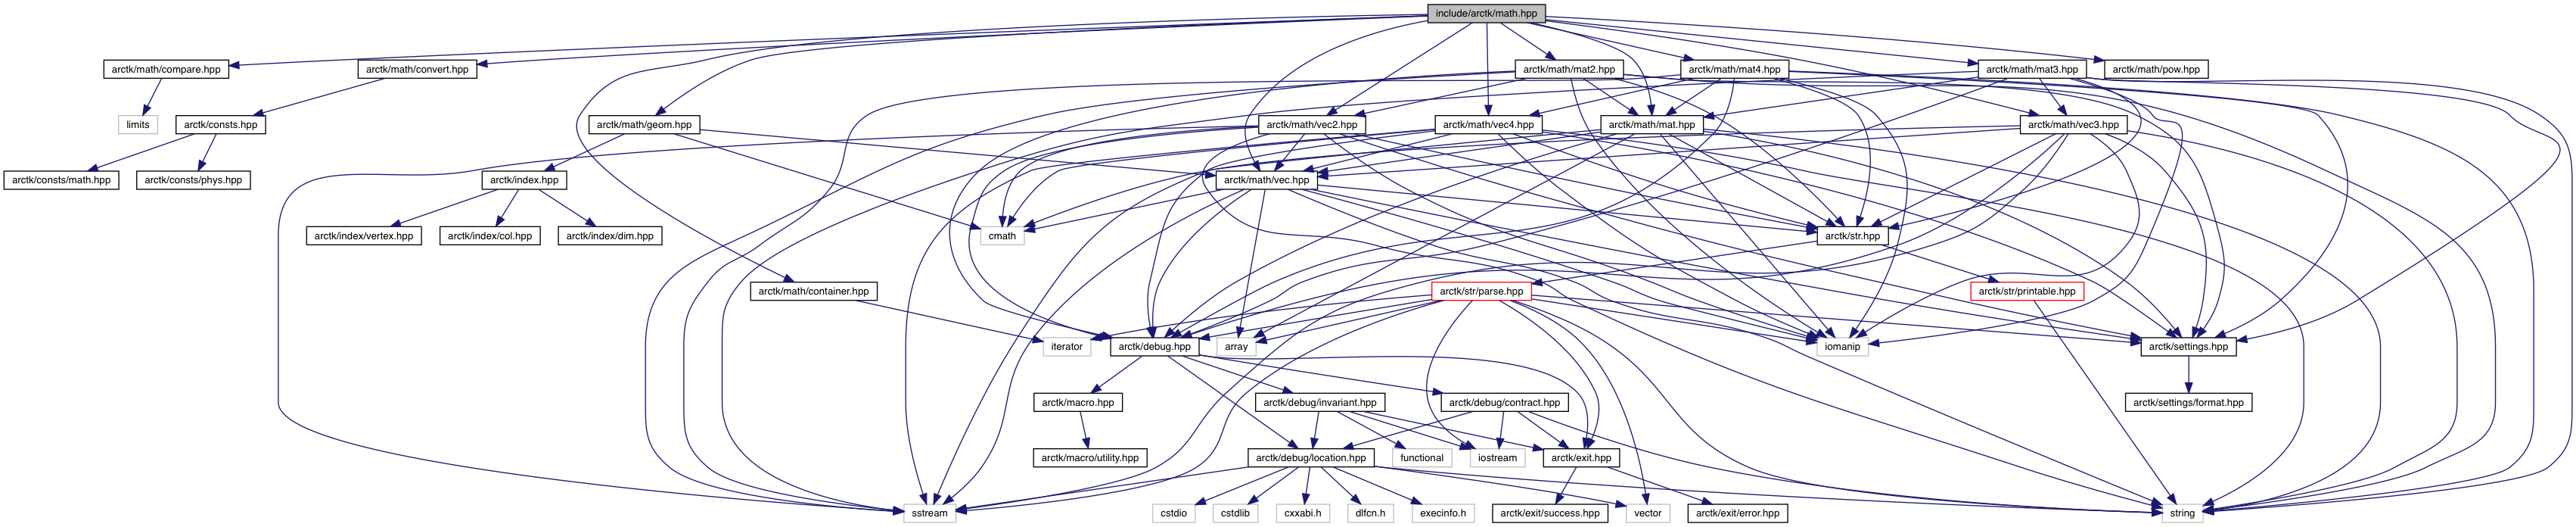 include/arctk/math.hpp
arctk/math/compare.hpp
arctk/math/convert.hpp
arctk/math/mat2.hpp
arctk/math/mat4.hpp
arctk/math/mat3.hpp
arctk/math/pow.hpp
limits
arctk/consts.hpp
arctk/math/geom.hpp
arctk/math/vec2.hpp
arctk/math/vec4.hpp
arctk/math/mat.hpp
arctk/math/vec3.hpp
arctk/consts/math.hpp
arctk/consts/phys.hpp
arctk/index.hpp
arctk/math/vec.hpp
arctk/index/vertex.hpp
arctk/index/col.hpp
arctk/index/dim.hpp
cmath
arctk/str.hpp
arctk/math/container.hpp
arctk/str/parse.hpp
arctk/str/printable.hpp
iterator
arctk/debug.hpp
array
iomanip
arctk/settings.hpp
arctk/macro.hpp
arctk/debug/invariant.hpp
arctk/debug/contract.hpp
arctk/settings/format.hpp
arctk/macro/utility.hpp
arctk/debug/location.hpp
functional
iostream
arctk/exit.hpp
sstream
cstdio
cstdlib
cxxabi.h
dlfcn.h
execinfo.h
arctk/exit/success.hpp
vector
arctk/exit/error.hpp
string